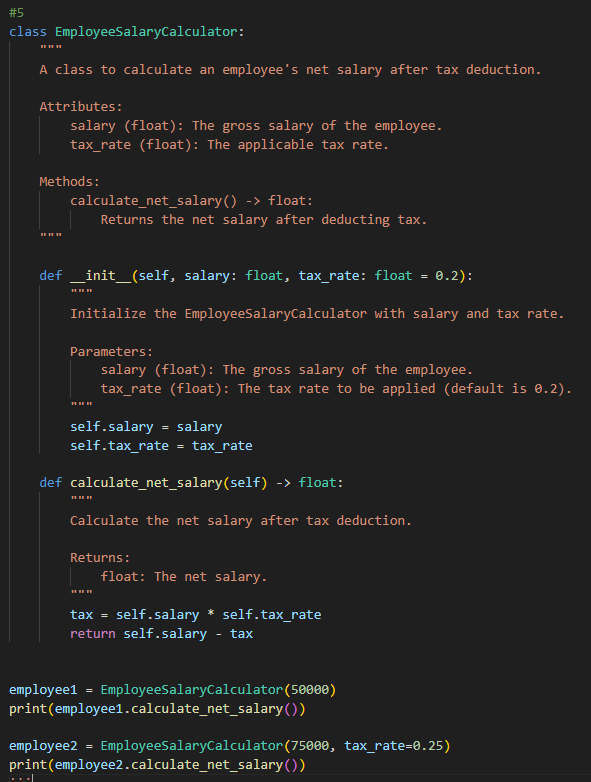 #5
class EmployeeSalaryCalculator:
    """
    A class to calculate an employee's net salary after tax deduction.

    Attributes:
        salary (float): The gross salary of the employee.
        tax_rate (float): The applicable tax rate.

    Methods:
        calculate_net_salary() -> float:
            Returns the net salary after deducting tax.
    """

    def __init__(self, salary: float, tax_rate: float = 0.2):
        """
        Initialize the EmployeeSalaryCalculator with salary and tax rate.

        Parameters:
            salary (float): The gross salary of the employee.
            tax_rate (float): The tax rate to be applied (default is 0.2).
        """
        self.salary = salary
        self.tax_rate = tax_rate

    def calculate_net_salary(self) -> float:
        """
        Calculate the net salary after tax deduction.

        Returns:
            float: The net salary.
        """
        tax = self.salary * self.tax_rate
        return self.salary - tax


employee1 = EmployeeSalaryCalculator(50000)
print(employee1.calculate_net_salary())

employee2 = EmployeeSalaryCalculator(75000, tax_rate=0.25)
print(employee2.calculate_net_salary())